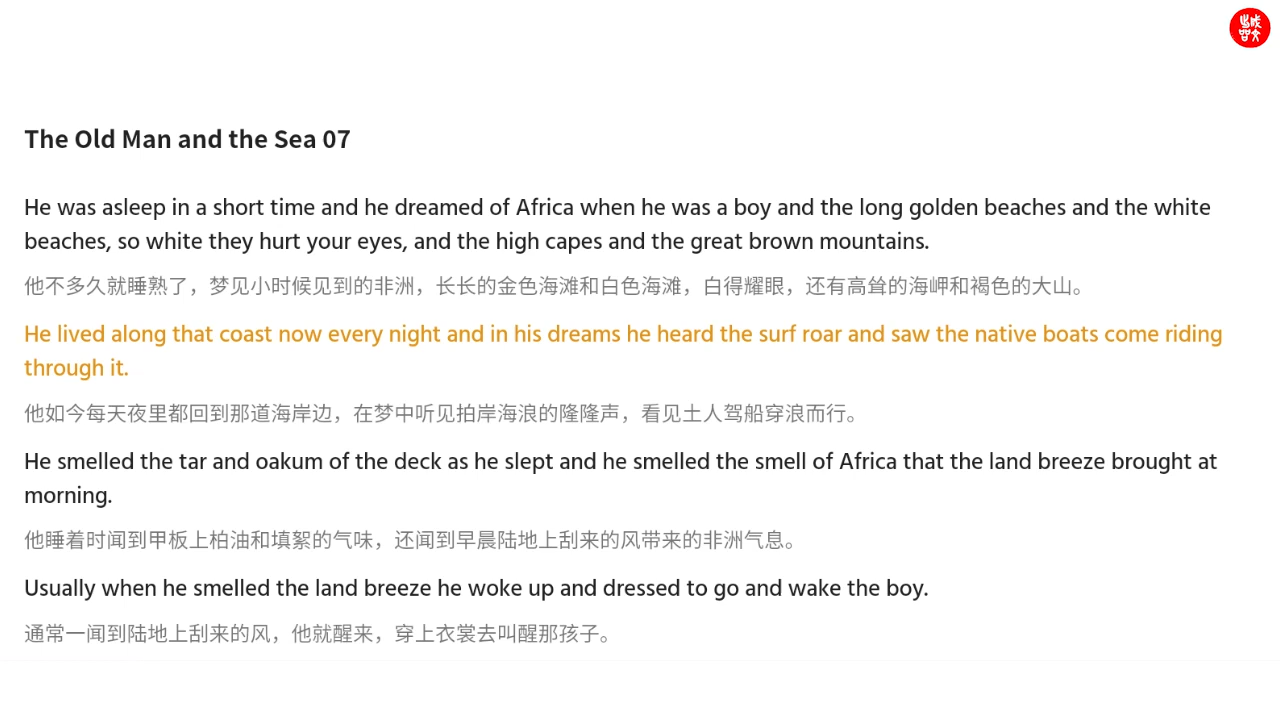 The Old Man and the Sea 07
He was asleep in a short time and he dreamed of Africa when he was a boy and the long golden beaches and the white
beaches, so white they hurt your eyes, and the high capes and the great brown mountains.
他不多久就睡熟了，梦见小时候见到的非洲，长长的金色海滩和白色海滩，白得耀眼，还有高耸的海岬和褐色的大山。
He lived along that coast now every night and in his dreams he heard the surf roar and saw the native boats come riding
through it.
他如今每天夜里都回到那道海岸边，在梦中听见拍岸海浪的隆隆声，看见土人驾船穿浪而行。
He smelled the tar and oakum of the deck as he slept and he smelled the smell of Africa that the land breeze brought at
morning.
他睡着时闻到甲板上柏油和填絮的气味，还闻到早晨陆地上刮来的风带来的非洲气息。
Usually when he smelled the land breeze he woke up and dressed to go and wake the boy.
通常一闻到陆地上刮来的风，他就醒来，穿上衣裳去叫醒那孩子。